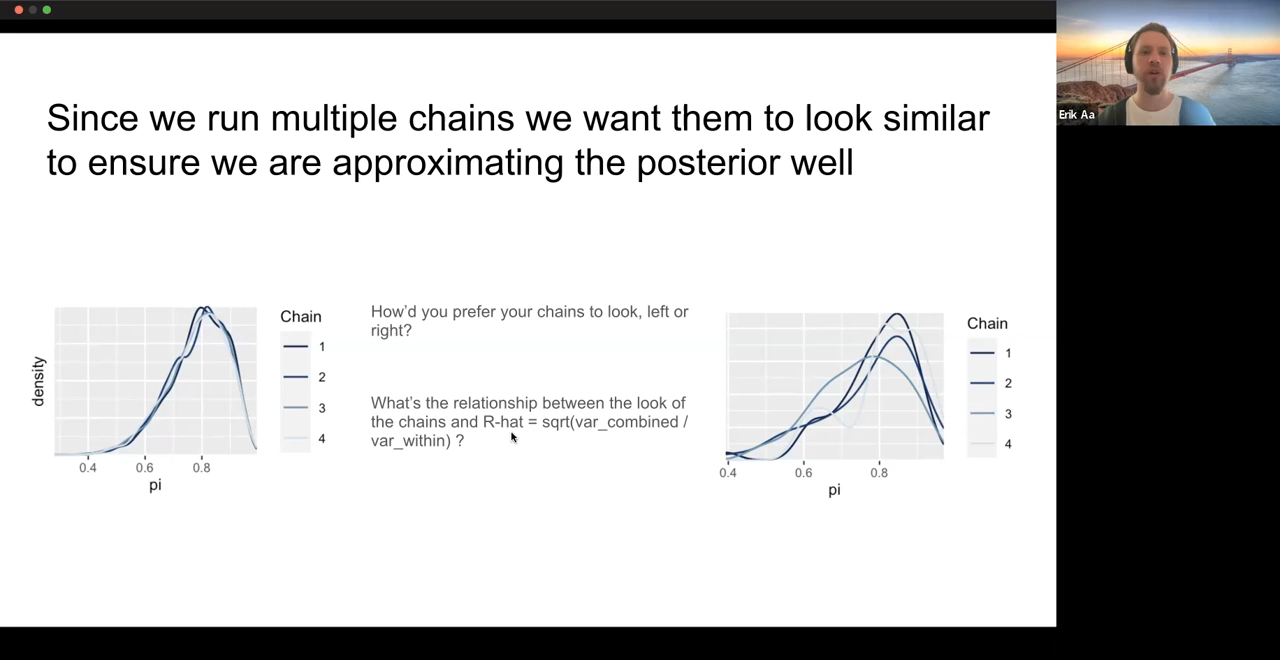 Since we run multiple chains we want them to look similar
to ensure we are approximating the posterior well
density
0.4 0.6 0.8
pi
Chain
1
2
3
4
How'd you prefer your chains to look, left or
right?
What's the relationship between the look of
the chains and R-hat = sqrt(var_combined /
var_within) ?
0.4 0.6 0.8
pi
Chain
1
2
3
4
Erik Aa